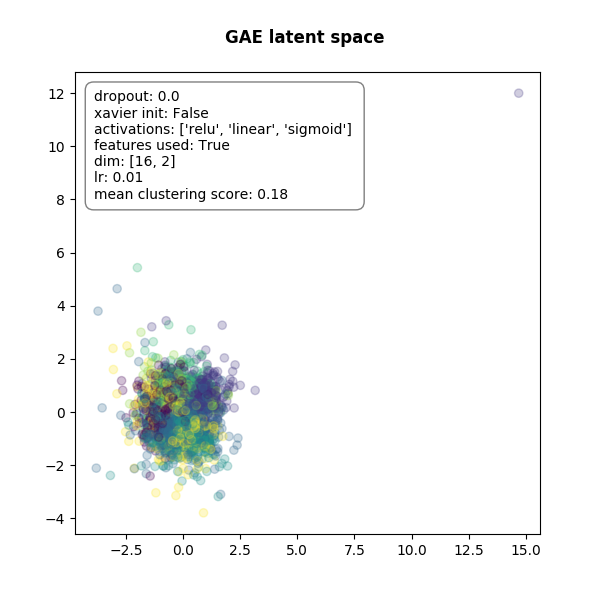 GAE latent space
dropout: 0.0
xavier init: False
activations: ['relu', 'linear', 'sigmoid']
features used: True
dim: [16, 2]
lr: 0.01
mean clustering score: 0.18
12
10
8
6
4
2
0
−2
−4
−2.5 0.0 2.5 5.0 7.5 10.0 12.5 15.0